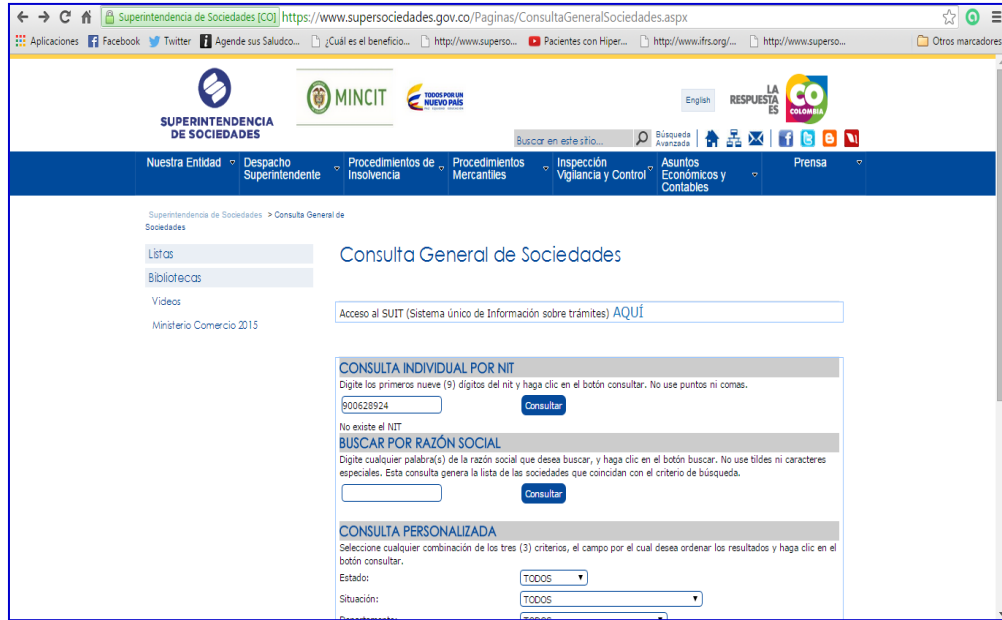 Superintendencia de Sociedades [CO] https://www.supersociedades.gov.co/Paginas/ConsultaGeneralSociedades.aspx
Aplicaciones Facebook Twitter Agende sus Saludco... ¿Cuál es el beneficio... http://www.superso... Pacientes con Hiper... http://www.ifrs.org/... http://www.superso... Otros marcadores
SUPERINTENDENCIA
DE SOCIEDADES
MINCIT
TODOS POR UN
NUEVO PAÍS
English
LA
RESPUESTA
ES
CO
COLOMBIA
Buscar en este sitio...
Búsqueda
Avanzada
Nuestra Entidad
Despacho
Superintendente
Procedimientos de
Insolvencia
Procedimientos
Mercantiles
Inspección
Vigilancia y Control
Asuntos
Económicos y
Contables
Prensa
Superintendencia de Sociedades > Consulta General de
Sociedades
Listas
Bibliotecas
Videos
Ministerio Comercio 2015
Consulta General de Sociedades
Acceso al SUIT (Sistema único de Información sobre trámites) AQUÍ
CONSULTA INDIVIDUAL POR NIT
Digite los primeros nueve (9) dígitos del nit y haga clic en el botón consultar. No use puntos ni comas.
900628924 Consultar
No existe el NIT
BUSCAR POR RAZÓN SOCIAL
Digite cualquier palabra(s) de la razón social que desea buscar, y haga clic en el botón buscar. No use tildes ni caracteres
especiales. Esta consulta genera la lista de las sociedades que coincidan con el criterio de búsqueda.
Consultar
CONSULTA PERSONALIZADA
Seleccione cualquier combinación de los tres (3) criterios, el campo por el cual desea ordenar los resultados y haga clic en el
botón consultar.
Estado: TODOS
Situación: TODOS
Departamento: TODOS